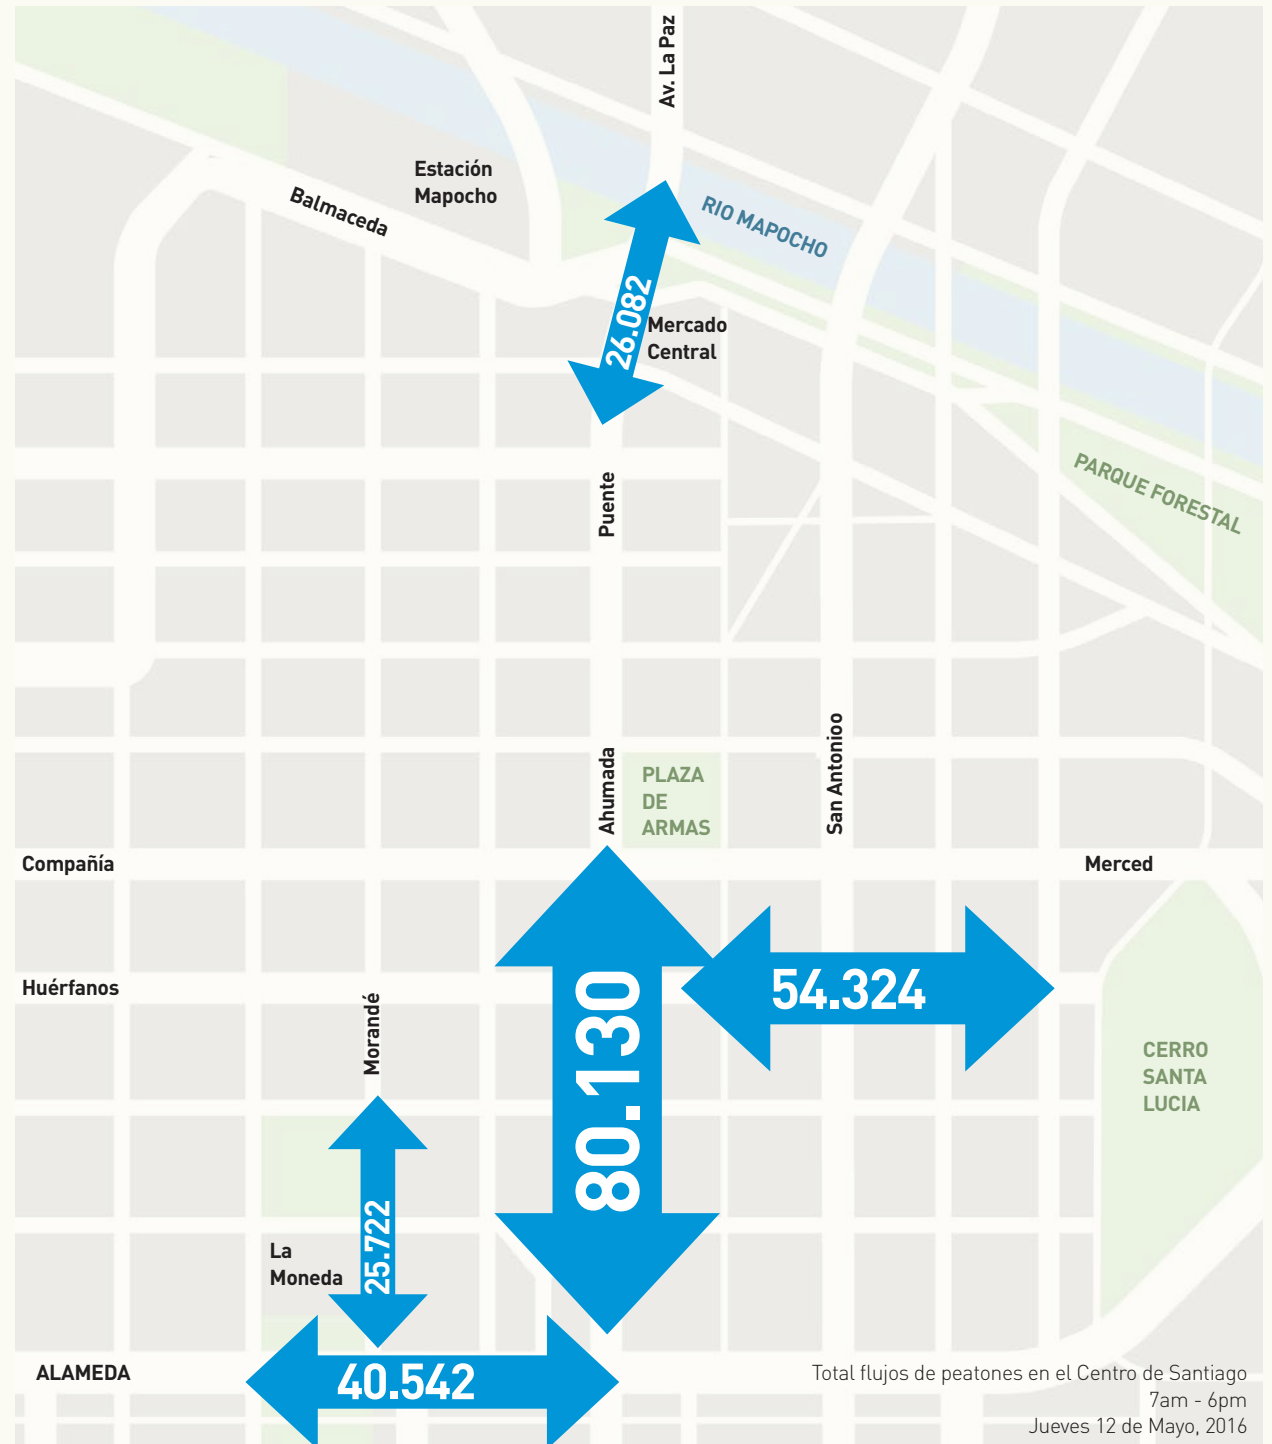 Av. La Paz
Estación
Mapocho
Balmaceda
RIO MAPOCHO
26.082
Mercado
Central
PARQUE FORESTAL
Puente
San Antonioo
Ahumada
PLAZA
DE
ARMAS
Compañía
Merced
Huérfanos
54.324
80.130
Morandé
CERRO
SANTA
LUCIA
25.722
La
Moneda
ALAMEDA
40.542
Total flujos de peatones en el Centro de Santiago
7am - 6pm
Jueves 12 de Mayo, 2016